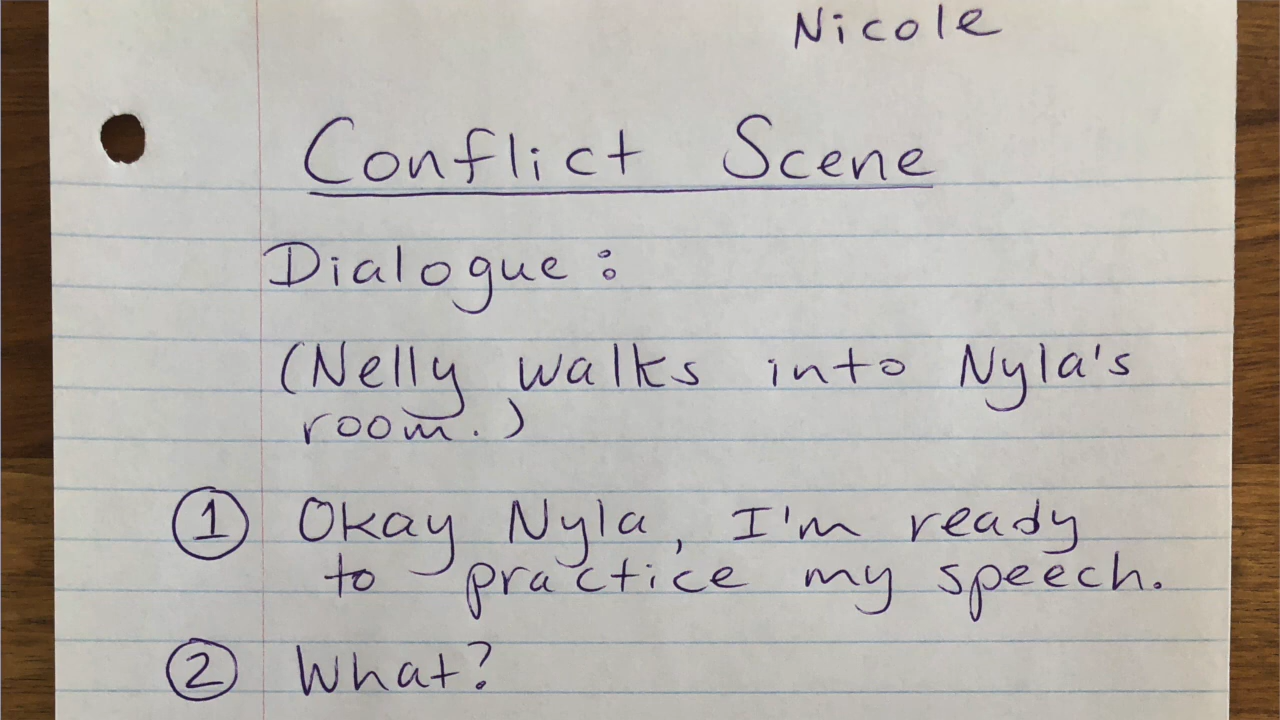 Nicole
Conflict Scene
Dialogue:
(Nelly walks into Nyla's
room.)
① Okay Nyla, I'm ready
to practice my speech.
② What?